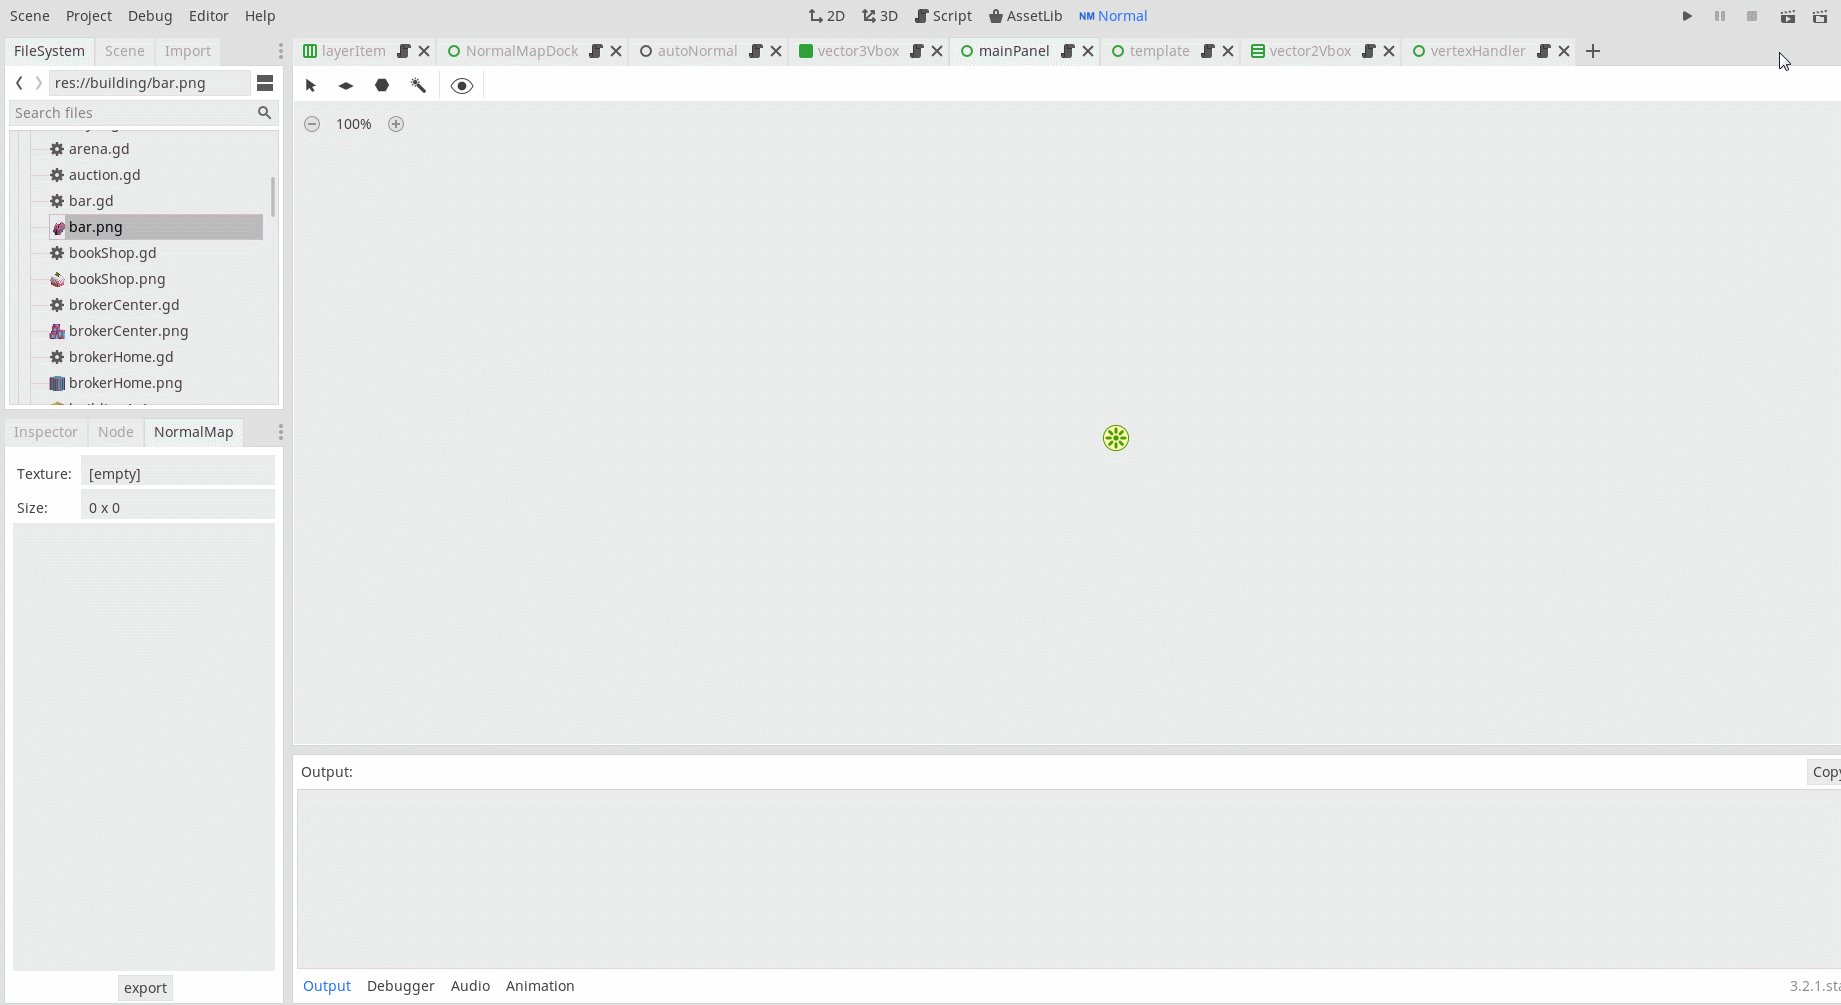 Scene Project Debug Editor Help 2D 3D Script AssetLib NM Normal
FileSystem Scene Import layerItem NormalMapDock autoNormal vector3Vbox mainPanel template vector2Vbox vertexHandler
res://building/bar.png
Search files
100%
arena.gd
auction.gd
bar.gd
bar.png
bookShop.gd
bookShop.png
brokerCenter.gd
brokerCenter.png
brokerHome.gd
brokerHome.png
Inspector Node NormalMap
Texture: [empty]
Size: 0 x 0
Output: Copy
export
Output Debugger Audio Animation 3.2.1.sta